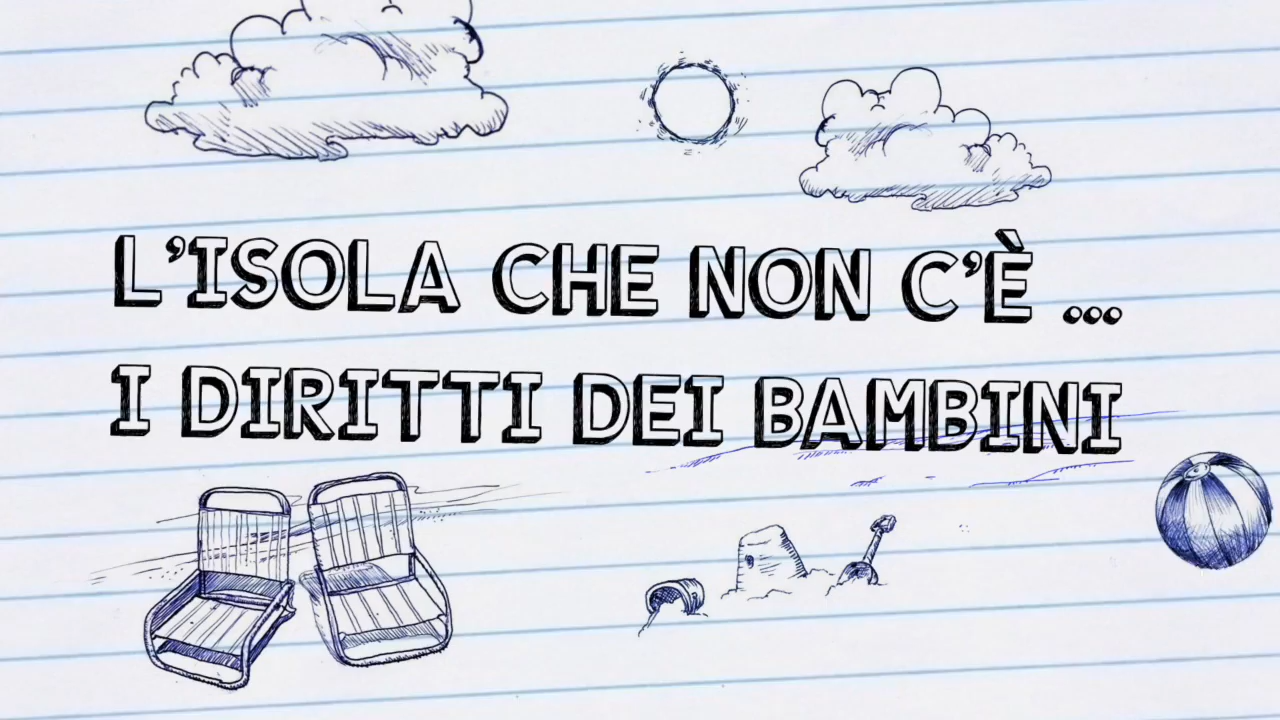 L'ISOLA CHE NON C'È ...
I DIRITTI DEI BAMBINI